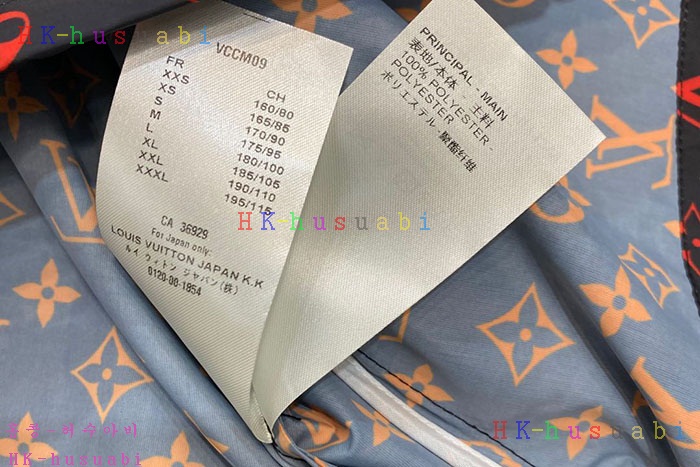 HK-husuabi
VCCM09
FR
XXS
XS
S
M
L
XL
XXL
XXXL
CH
160/80
165/85
170/90
175/95
180/100
185/105
190/110
195/115
CA 36929
For Japan only:
LOUIS VUITTON JAPAN K.K
ルイ ヴィトン ジャパン(株)
0120-00-1854
PRINCIPAL - MAIN
表地/本体 - 主料
100% POLYESTER -
POLYESTER -
ポリエステル - 聚酯纤维
HK-husuabi
HK-husuabi
홍콩-허수아비
HK-husuabi